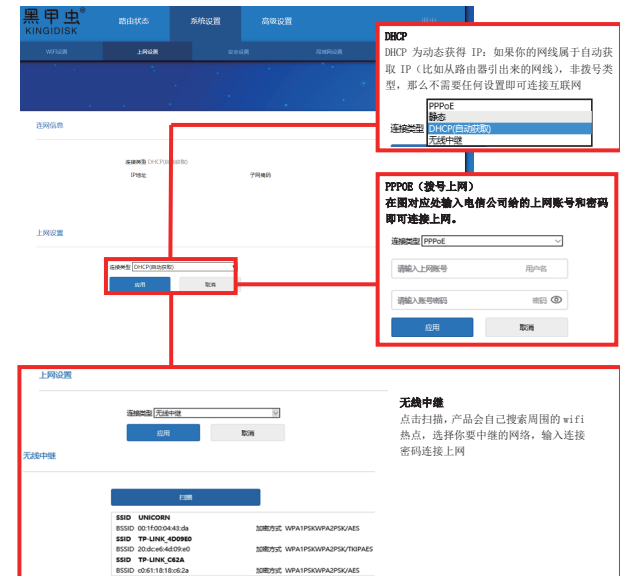 黑甲虫®
KINGIDISK
路由状态 系统设置 高级设置 退出
WIFI设置 上网设置 安全设置 局域网设置
连网信息
连接类型 DHCP(自动获取)
IP地址 子网掩码
上网设置
连接类型 DHCP(自动获取)
应用 取消
DHCP
DHCP 为动态获得 IP：如果你的网线属于自动获
取 IP（比如从路由器引出来的网线），非拨号类
型，那么不需要任何设置即可连接互联网
PPPoE
静态
连接类型 DHCP(自动获取)
无线中继
PPPOE（拨号上网）
在图对应处输入电信公司给的上网账号和密码
即可连接上网。
连接类型 PPPoE
请输入上网账号 用户名
请输入账号密码 密码
应用 取消
上网设置
连接类型 无线中继
应用 取消
无线中继
扫描
SSID UNICORN
BSSID 00:1f:00:04:43:da 加密方式 WPA1PSKWPA2PSK/AES
SSID TP-LINK_4D09E0
BSSID 20:dc:e6:4d:09:e0 加密方式 WPA1PSKWPA2PSK/TKIPAES
SSID TP-LINK_C62A
BSSID c0:61:18:18:c6:2a 加密方式 WPA1PSKWPA2PSK/AES
无线中继
点击扫描，产品会自己搜索周围的 wifi
热点，选择你要中继的网络，输入连接
密码连接上网